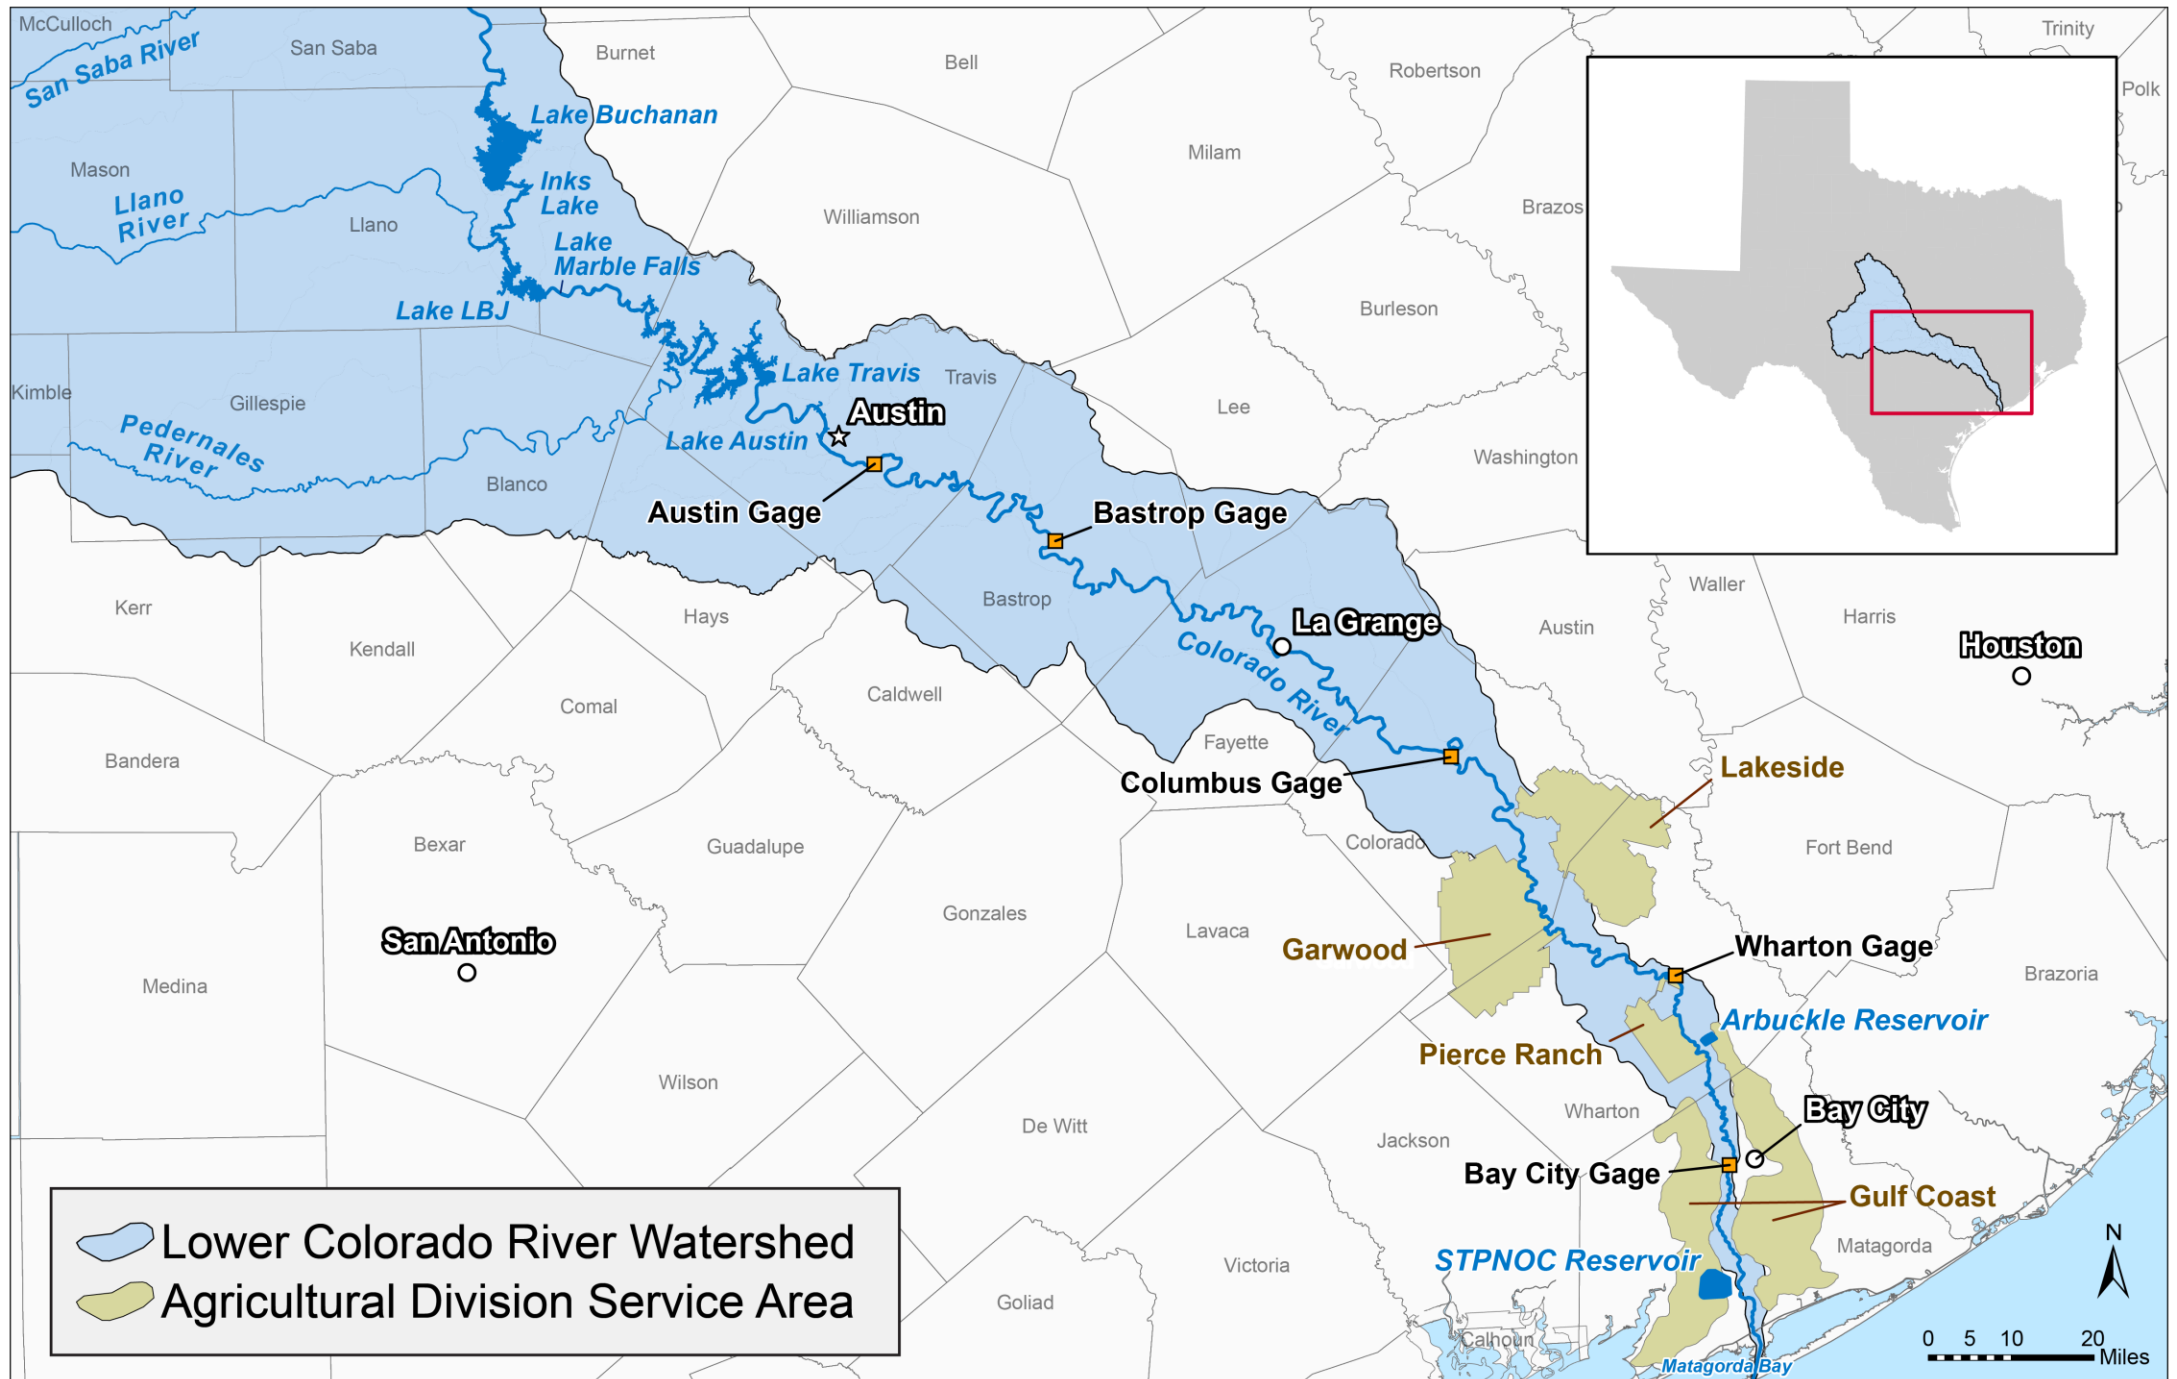 McCulloch
San Saba River
San Saba
Burnet
Bell
Robertson
Trinity
Polk
Lake Buchanan
Mason
Milam
Llano
River
Inks
Lake
Llano
Williamson
Brazos
Lake
Marble Falls
Lake LBJ
Burleson
Kimble
Gillespie
Lake Travis
Travis
Austin
Lee
Pedernales
River
Lake Austin
Washington
Blanco
Austin Gage
Bastrop Gage
Kerr
Hays
Bastrop
Waller
Harris
Kendall
La Grange
Austin
Houston
Colorado River
Comal
Caldwell
Bandera
Fayette
Columbus Gage
Lakeside
Bexar
Guadalupe
Colorado
Fort Bend
San Antonio
Gonzales
Lavaca
Garwood
Wharton Gage
Medina
Brazoria
Arbuckle Reservoir
Pierce Ranch
Wilson
Wharton
Bay City
De Witt
Jackson
Bay City Gage
Gulf Coast
Matagorda
N
STPNOC Reservoir
Victoria
Goliad
Calhoun
Matagorda Bay
0 5 10 20
Miles
Lower Colorado River Watershed
Agricultural Division Service Area